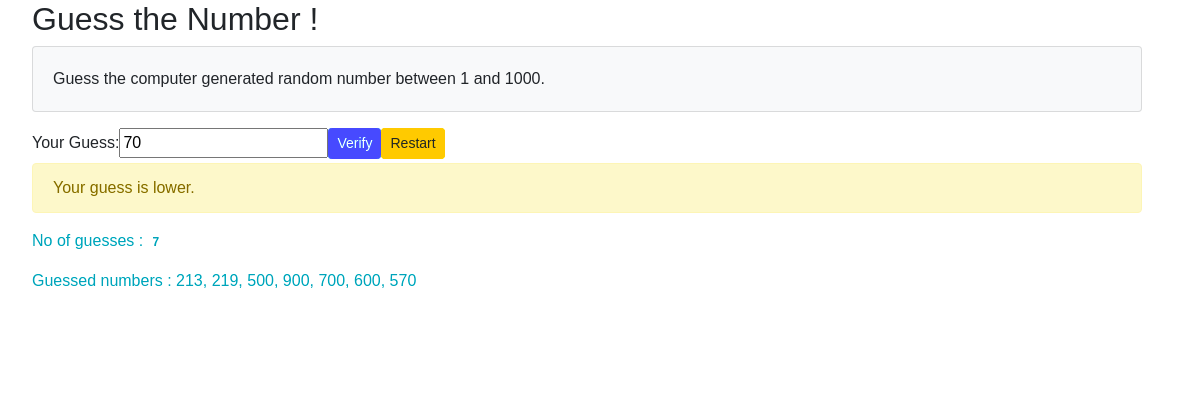 Guess the Number !
Guess the computer generated random number between 1 and 1000.
Your Guess: 70 Verify Restart
Your guess is lower.
No of guesses : 7
Guessed numbers : 213, 219, 500, 900, 700, 600, 570